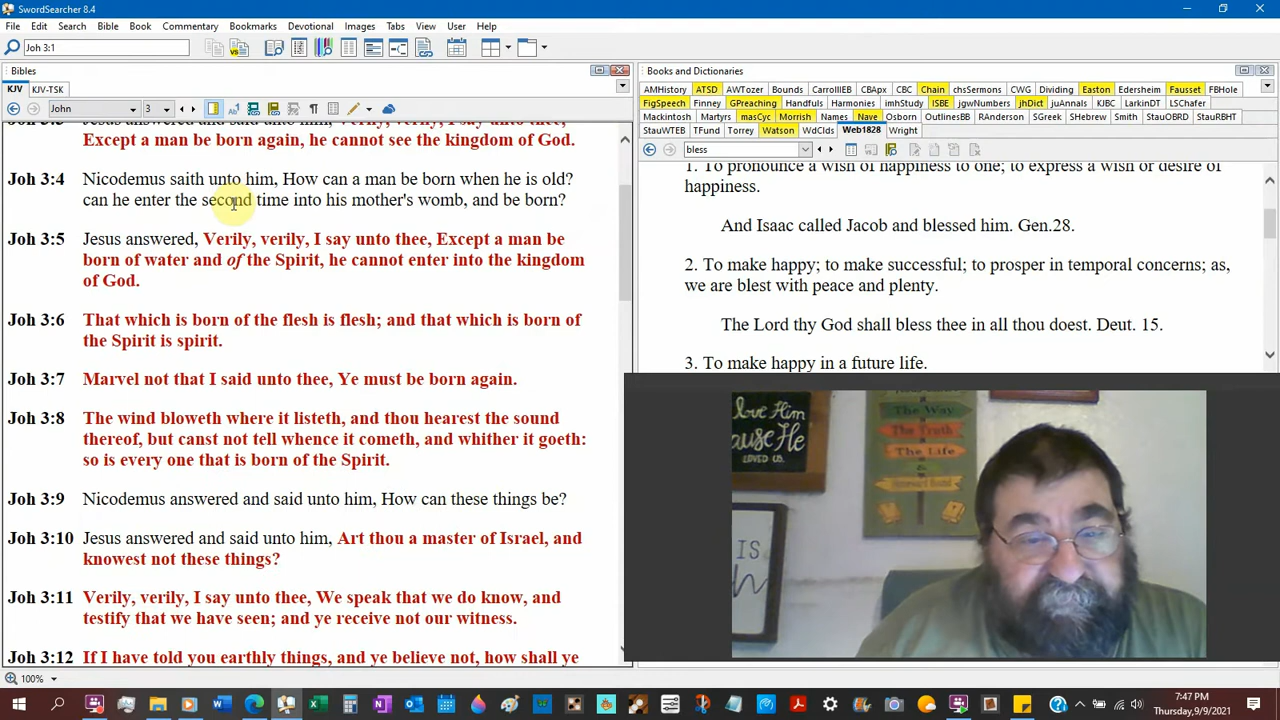 SwordSearcher 8.4
File Edit Search Bible Book Commentary Bookmarks Devotional Images Tabs View User Help
Joh 3:1
Bibles
KJV KJV-TSK
John 3
Except a man be born again, he cannot see the kingdom of God.
Joh 3:4 Nicodemus saith unto him, How can a man be born when he is old?
can he enter the second time into his mother's womb, and be born?
Joh 3:5 Jesus answered, Verily, verily, I say unto thee, Except a man be
born of water and of the Spirit, he cannot enter into the kingdom
of God.
Joh 3:6 That which is born of the flesh is flesh; and that which is born of
the Spirit is spirit.
Joh 3:7 Marvel not that I said unto thee, Ye must be born again.
Joh 3:8 The wind bloweth where it listeth, and thou hearest the sound
thereof, but canst not tell whence it cometh, and whither it goeth:
so is every one that is born of the Spirit.
Joh 3:9 Nicodemus answered and said unto him, How can these things be?
Joh 3:10 Jesus answered and said unto him, Art thou a master of Israel, and
knowest not these things?
Joh 3:11 Verily, verily, I say unto thee, We speak that we do know, and
testify that we have seen; and ye receive not our witness.
Joh 3:12 If I have told you earthly things, and ye believe not, how shall ye
100%
Books and Dictionaries
AMHistory ATSD AWTozer Bounds CarrollIEB CBApx CBC Chain chsSermons CWG Dividing Easton Edersheim Fausset FBHole
FigSpeech Finney GPreaching Handfuls Harmonies imhStudy ISBE jgwNumbers jhDict juAnnals KJBC LarkinDT LSChafer
Mackintosh Martyrs masCyc Morrish Names Nave Osborn OutlinesBB RAnderson SGreek SHebrew Smith StauOBRD StauRBHT
StauWTEB TFund Torrey Watson WdClds Web1828 Wright
bless
1. To pronounce a wish of happiness to one; to express a wish or desire of
happiness.
And Isaac called Jacob and blessed him. Gen.28.
2. To make happy; to make successful; to prosper in temporal concerns; as,
we are blest with peace and plenty.
The Lord thy God shall bless thee in all thou doest. Deut. 15.
3. To make happy in a future life.
love Him
ause He
LOVED US.
The Way
The Truth
The Life
IS
7:47 PM
Thursday,9/9/2021